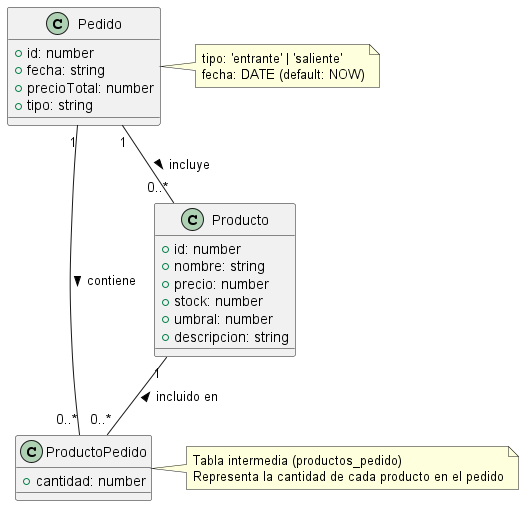 C Pedido
id: number
fecha: string
precioTotal: number
tipo: string
tipo: 'entrante' | 'saliente'
fecha: DATE (default: NOW)
1
1
incluye
0..*
C Producto
id: number
nombre: string
precio: number
stock: number
umbral: number
descripcion: string
contiene
1
incluido en
0..*
0..*
C ProductoPedido
cantidad: number
Tabla intermedia (productos_pedido)
Representa la cantidad de cada producto en el pedido